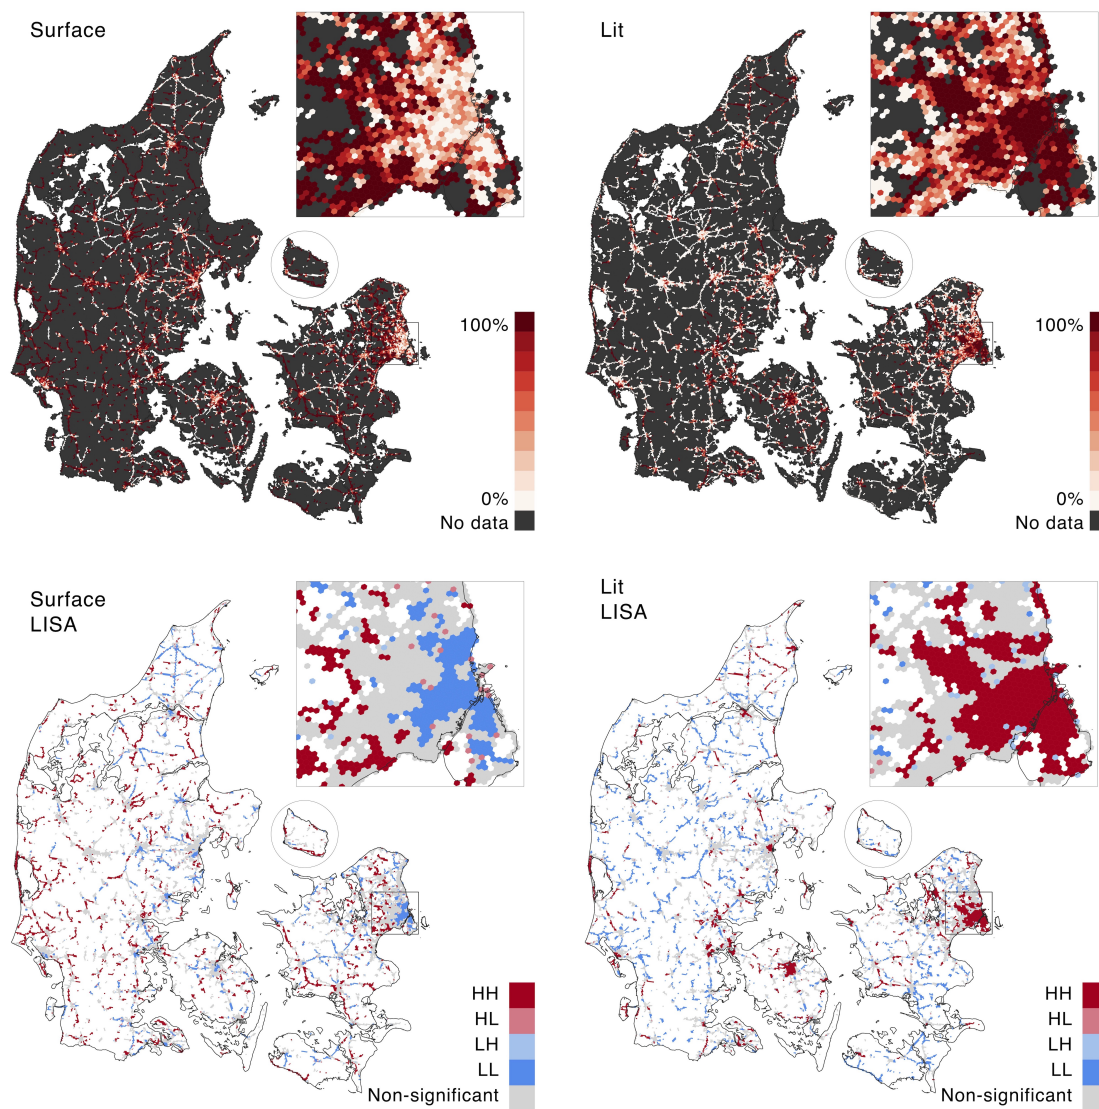 Surface
100%
0%
No data
Lit
100%
0%
No data
Surface
LISA
HH
HL
LH
LL
Non-significant
Lit
LISA
HH
HL
LH
LL
Non-significant